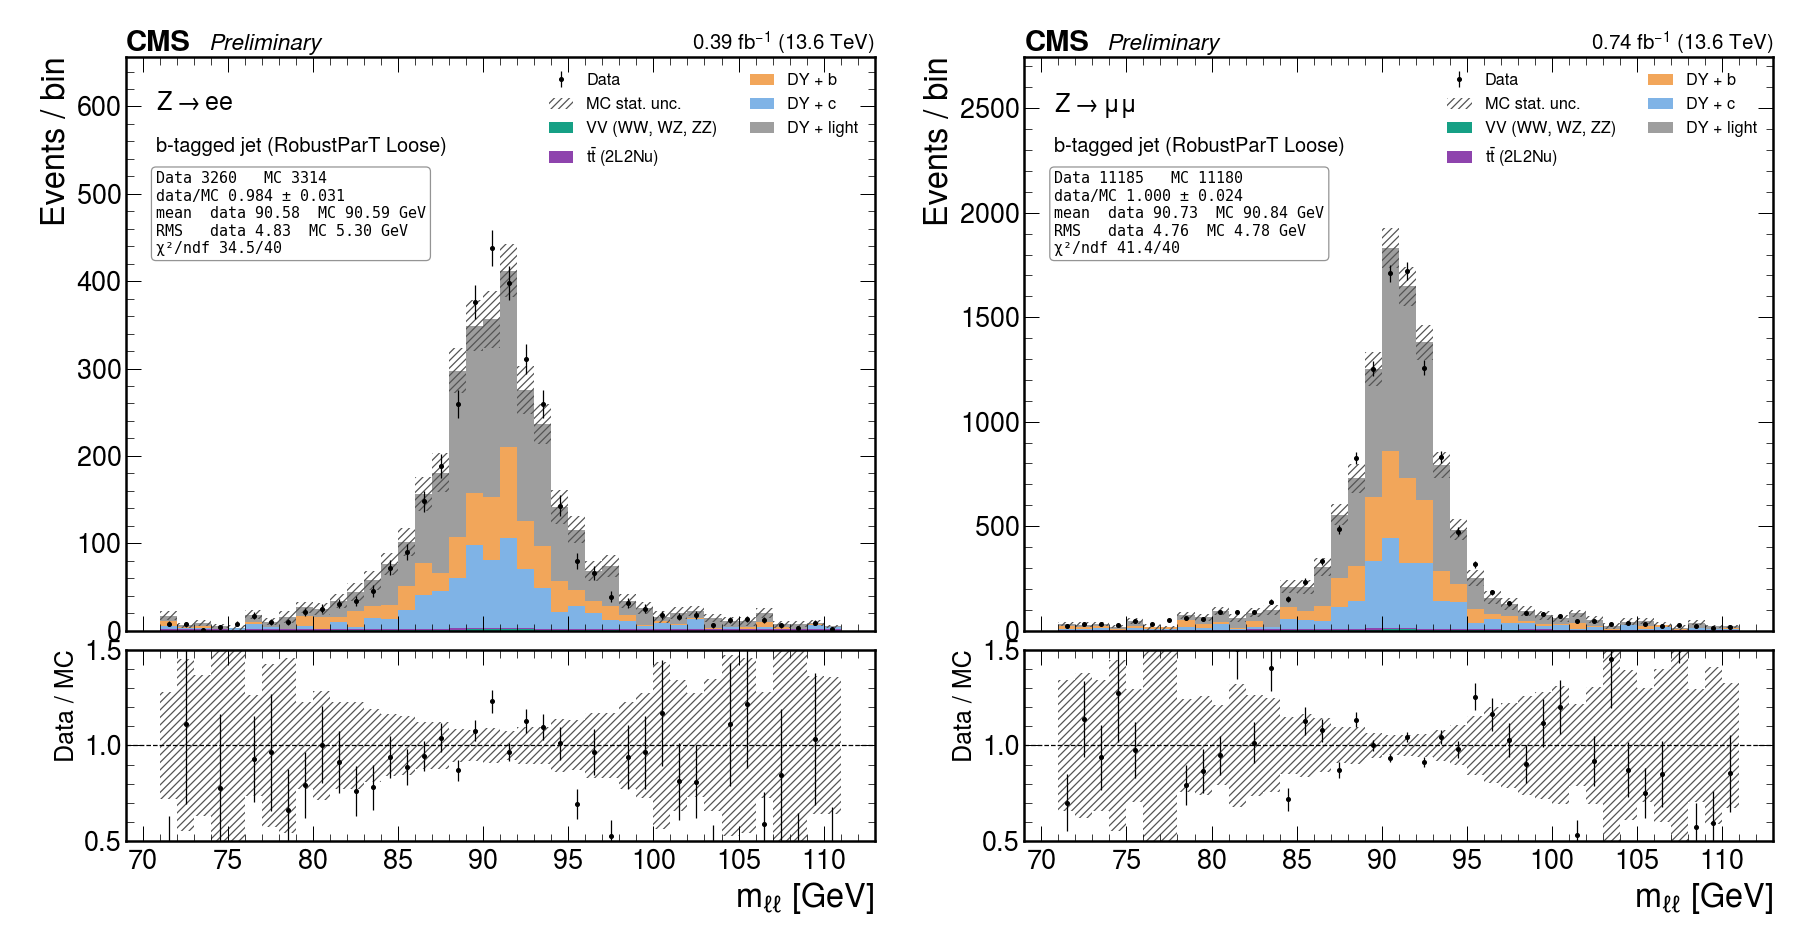 CMS Preliminary 0.39 fb⁻¹ (13.6 TeV)
Events / bin
Z → ee
b-tagged jet (RobustParT Loose)
Data 3260   MC 3314
data/MC 0.984 ± 0.031
mean  data 90.58  MC 90.59 GeV
RMS   data 4.83  MC 5.30 GeV
χ²/ndf 34.5/40
Data
MC stat. unc.
VV (WW, WZ, ZZ)
tt̄ (2L2Nu)
DY + b
DY + c
DY + light
600
500
400
300
200
100
0
Data / MC
1.5
1.0
0.5
70 75 80 85 90 95 100 105 110
mℓℓ [GeV]
CMS Preliminary 0.74 fb⁻¹ (13.6 TeV)
Events / bin
Z → μμ
b-tagged jet (RobustParT Loose)
Data 11185   MC 11180
data/MC 1.000 ± 0.024
mean  data 90.73  MC 90.84 GeV
RMS   data 4.76  MC 4.78 GeV
χ²/ndf 41.4/40
Data
MC stat. unc.
VV (WW, WZ, ZZ)
tt̄ (2L2Nu)
DY + b
DY + c
DY + light
2500
2000
1500
1000
500
0
Data / MC
1.5
1.0
0.5
70 75 80 85 90 95 100 105 110
mℓℓ [GeV]